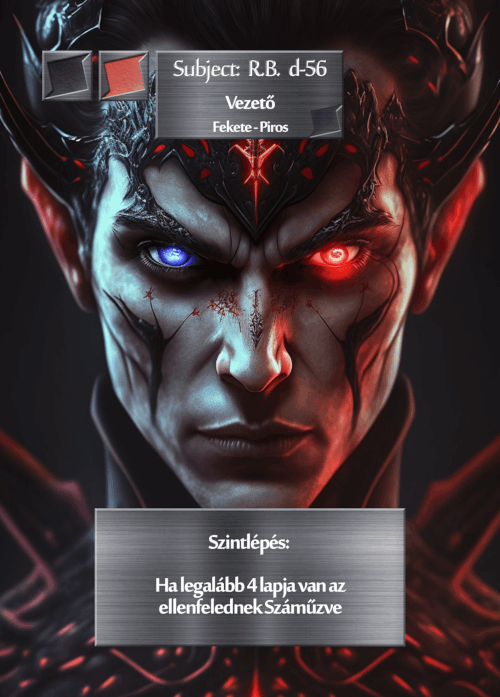 Subject: R.B. d-56
Vezető
Fekete - Piros
Szintlépés:
Ha legalább 4 lapja van az
ellenfelednek Száműzve